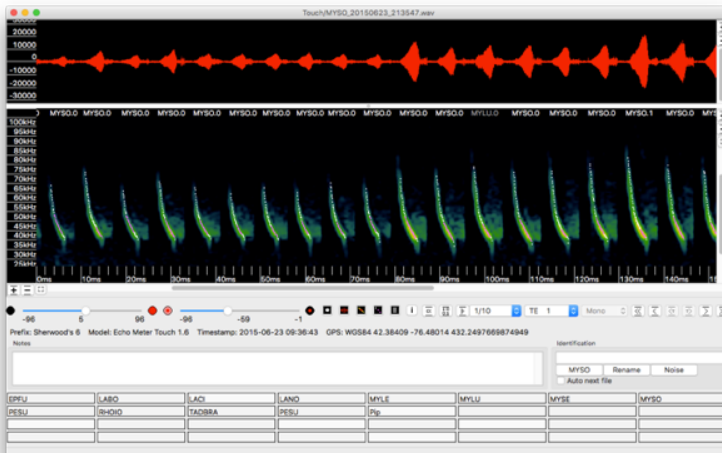 Touch/MYSO_20150623_213547.wav
20000
10000
0
-10000
-20000
-30000
MYSO.0 MYSO.0 MYSO.0 MYSO.0 MYSO.0 MYSO.0 MYSO.0 MYSO.0 MYSO.0 MYSO.0 MYSO.0 MYLU.0 MYSO.0 MYSO.0 MYSO.0 MYSO.1 MYSO.0
100kHz
95kHz
90kHz
85kHz
80kHz
75kHz
70kHz
65kHz
60kHz
55kHz
50kHz
45kHz
40kHz
35kHz
30kHz
25kHz
0ms 10ms 20ms 30ms 40ms 50ms 60ms 70ms 80ms 90ms 100ms 110ms 120ms 130ms 140ms
-96 5 96 -96 -59 -1 1/10 TE 1 Mono
Prefix: Sherwood's 6 Model: Echo Meter Touch 1.6 Timestamp: 2015-06-23 09:36:43 GPS: WGS84 42.38409 -76.48014 432.2497669874949
Notes Identification
MYSO Rename Noise
Auto next file
EPFU LABO LACI LANO MYLE MYLU MYSE MYSO
PESU RHOIO TADBRA PESU Pip